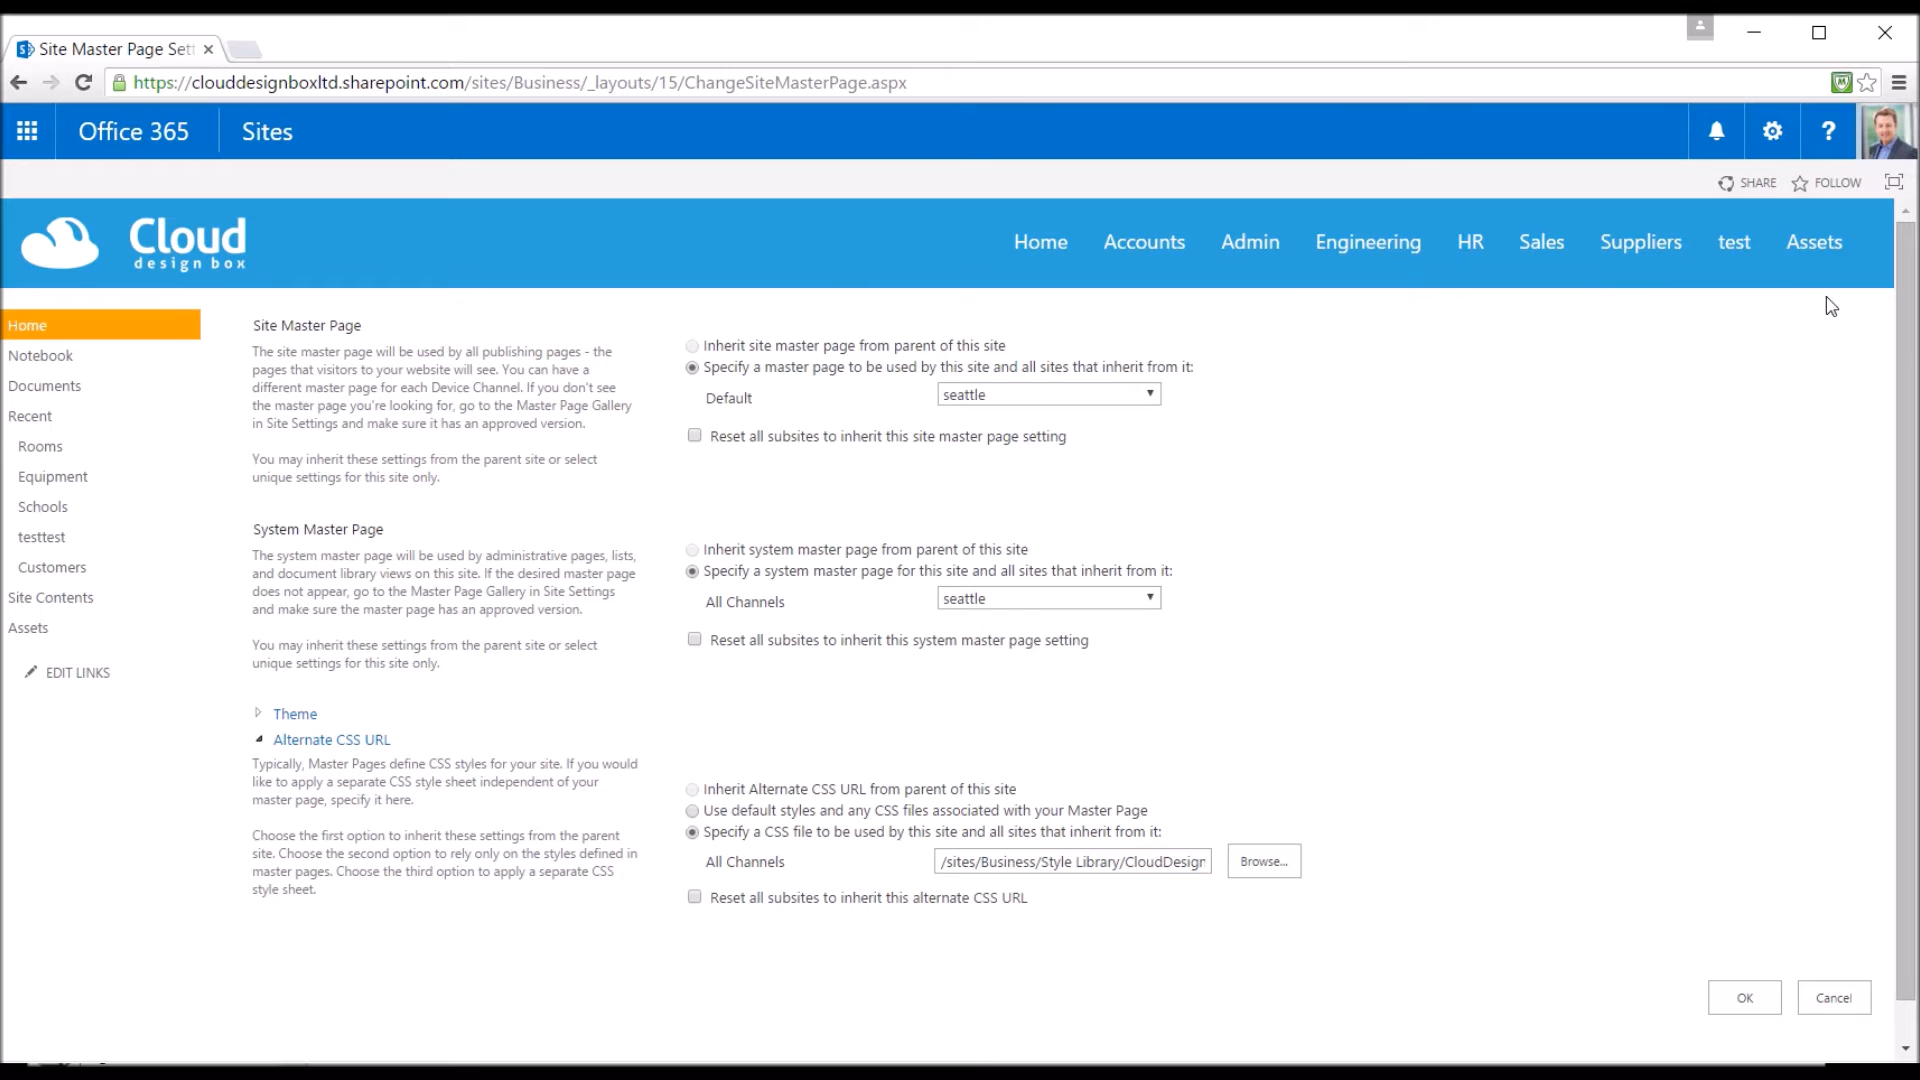 Site Master Page Sett
https://clouddesignboxltd.sharepoint.com/sites/Business/_layouts/15/ChangeSiteMasterPage.aspx
Office 365 Sites ?
SHARE FOLLOW
Cloud
design box
Home Accounts Admin Engineering HR Sales Suppliers test Assets
Home
Notebook
Documents
Recent
Rooms
Equipment
Schools
testtest
Customers
Site Contents
Assets
EDIT LINKS
Site Master Page
The site master page will be used by all publishing pages - the
pages that visitors to your website will see. You can have a
different master page for each Device Channel. If you don't see
the master page you're looking for, go to the Master Page Gallery
in Site Settings and make sure it has an approved version.
You may inherit these settings from the parent site or select
unique settings for this site only.
Inherit site master page from parent of this site
Specify a master page to be used by this site and all sites that inherit from it:
Default seattle
Reset all subsites to inherit this site master page setting
System Master Page
The system master page will be used by administrative pages, lists,
and document library views on this site. If the desired master page
does not appear, go to the Master Page Gallery in Site Settings
and make sure the master page has an approved version.
You may inherit these settings from the parent site or select
unique settings for this site only.
Inherit system master page from parent of this site
Specify a system master page for this site and all sites that inherit from it:
All Channels seattle
Reset all subsites to inherit this system master page setting
Theme
Alternate CSS URL
Typically, Master Pages define CSS styles for your site. If you would
like to apply a separate CSS style sheet independent of your
master page, specify it here.
Choose the first option to inherit these settings from the parent
site. Choose the second option to rely only on the styles defined in
master pages. Choose the third option to apply a separate CSS
style sheet.
Inherit Alternate CSS URL from parent of this site
Use default styles and any CSS files associated with your Master Page
Specify a CSS file to be used by this site and all sites that inherit from it:
All Channels /sites/Business/Style Library/CloudDesign Browse...
Reset all subsites to inherit this alternate CSS URL
OK Cancel